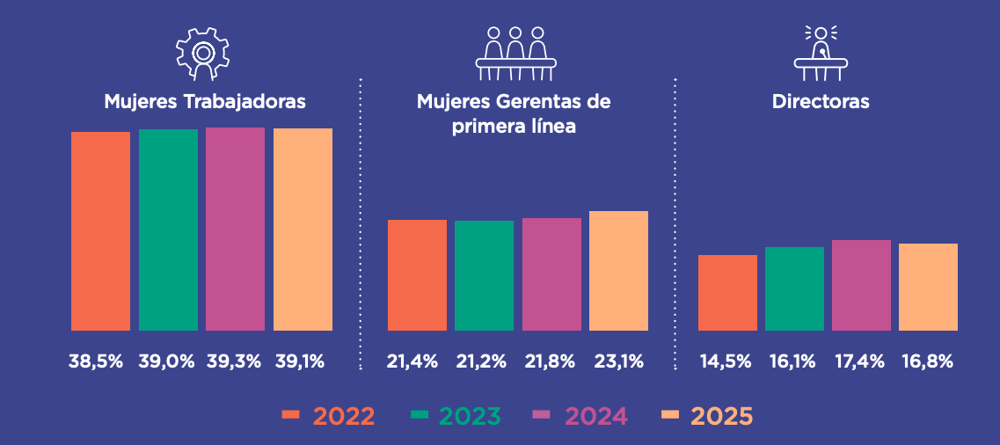 Mujeres Trabajadoras
38,5% 39,0% 39,3% 39,1%
Mujeres Gerentas de
primera línea
21,4% 21,2% 21,8% 23,1%
Directoras
14,5% 16,1% 17,4% 16,8%
2022 2023 2024 2025